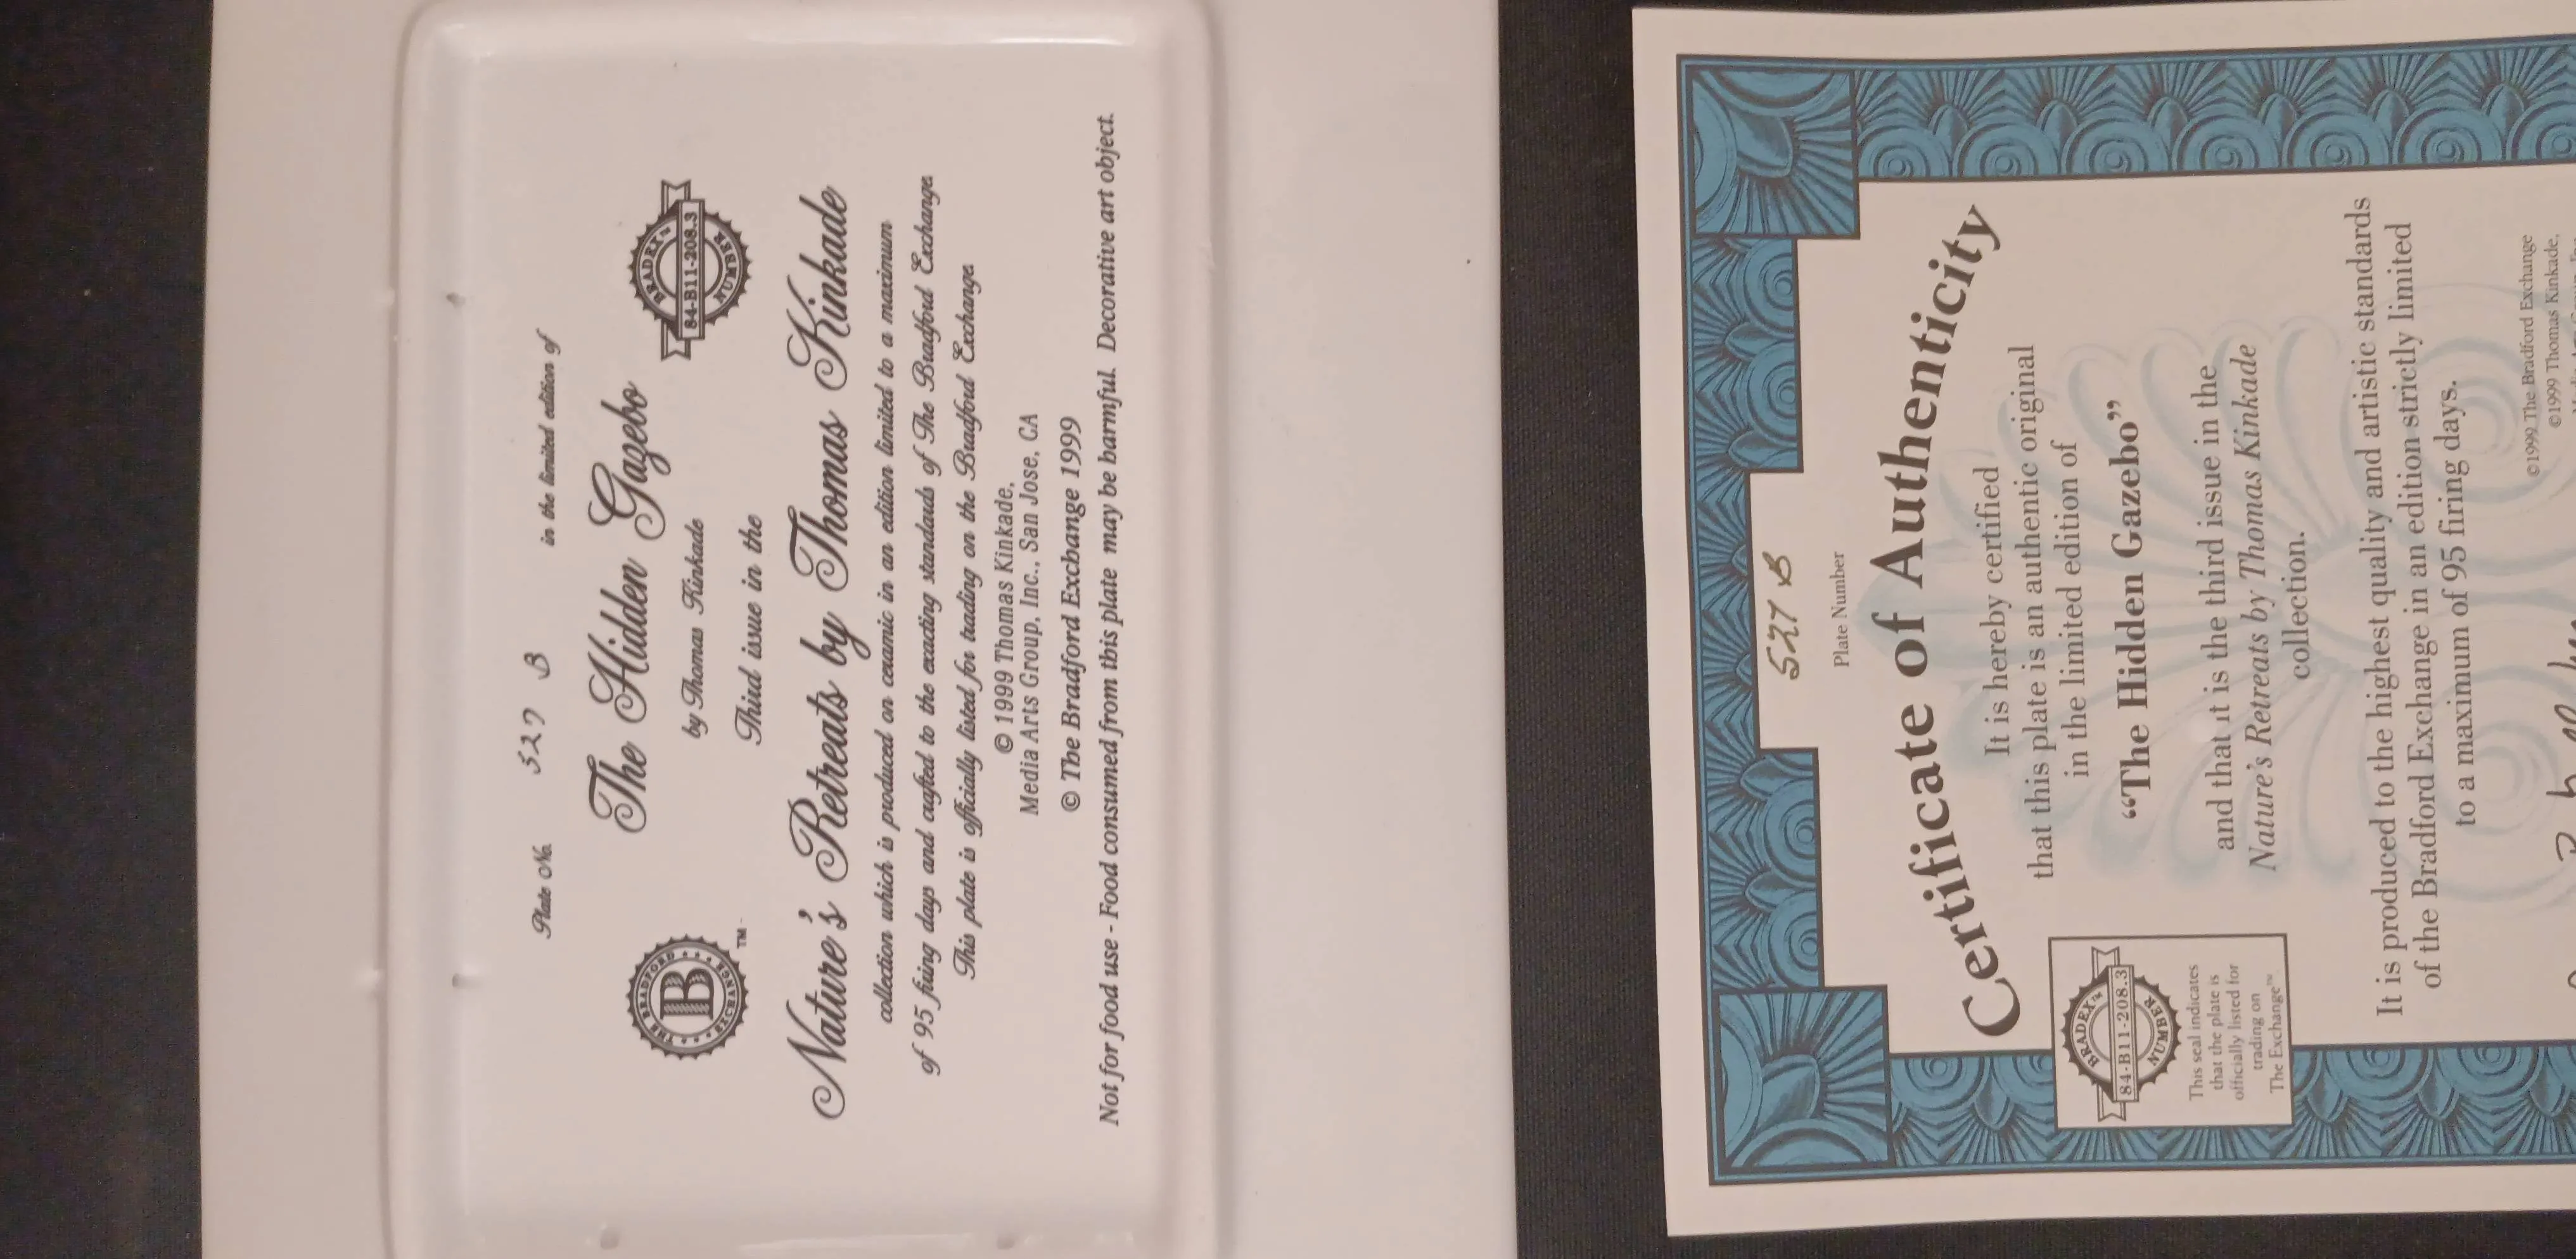 Plate No. 527 B in the limited edition of
The Hidden Gazebo
by Thomas Kinkade
Third issue in the
THE BRADFORD EXCHANGE
B
TM
BRADEX™
84-B11-208.3
NUMBER
Nature's Retreats by Thomas Kinkade
collection which is produced on ceramic in an edition limited to a maximum
of 95 firing days and crafted to the exacting standards of The Bradford Exchange.
This plate is officially listed for trading on the Bradford Exchange.
© 1999 Thomas Kinkade,
Media Arts Group, Inc., San Jose, CA
© The Bradford Exchange 1999
Not for food use - Food consumed from this plate may be harmful. Decorative art object.
527 B
Plate Number
Certificate of Authenticity
It is hereby certified
that this plate is an authentic original
in the limited edition of
“The Hidden Gazebo”
and that it is the third issue in the
Nature's Retreats by Thomas Kinkade
collection.
BRADEX™
84-B11-208.3
NUMBER
This seal indicates
that the plate is
officially listed for
trading on
The Exchange™
It is produced to the highest quality and artistic standards
of the Bradford Exchange in an edition strictly limited
to a maximum of 95 firing days.
©1999 The Bradford Exchange
©1999 Thomas Kinkade,